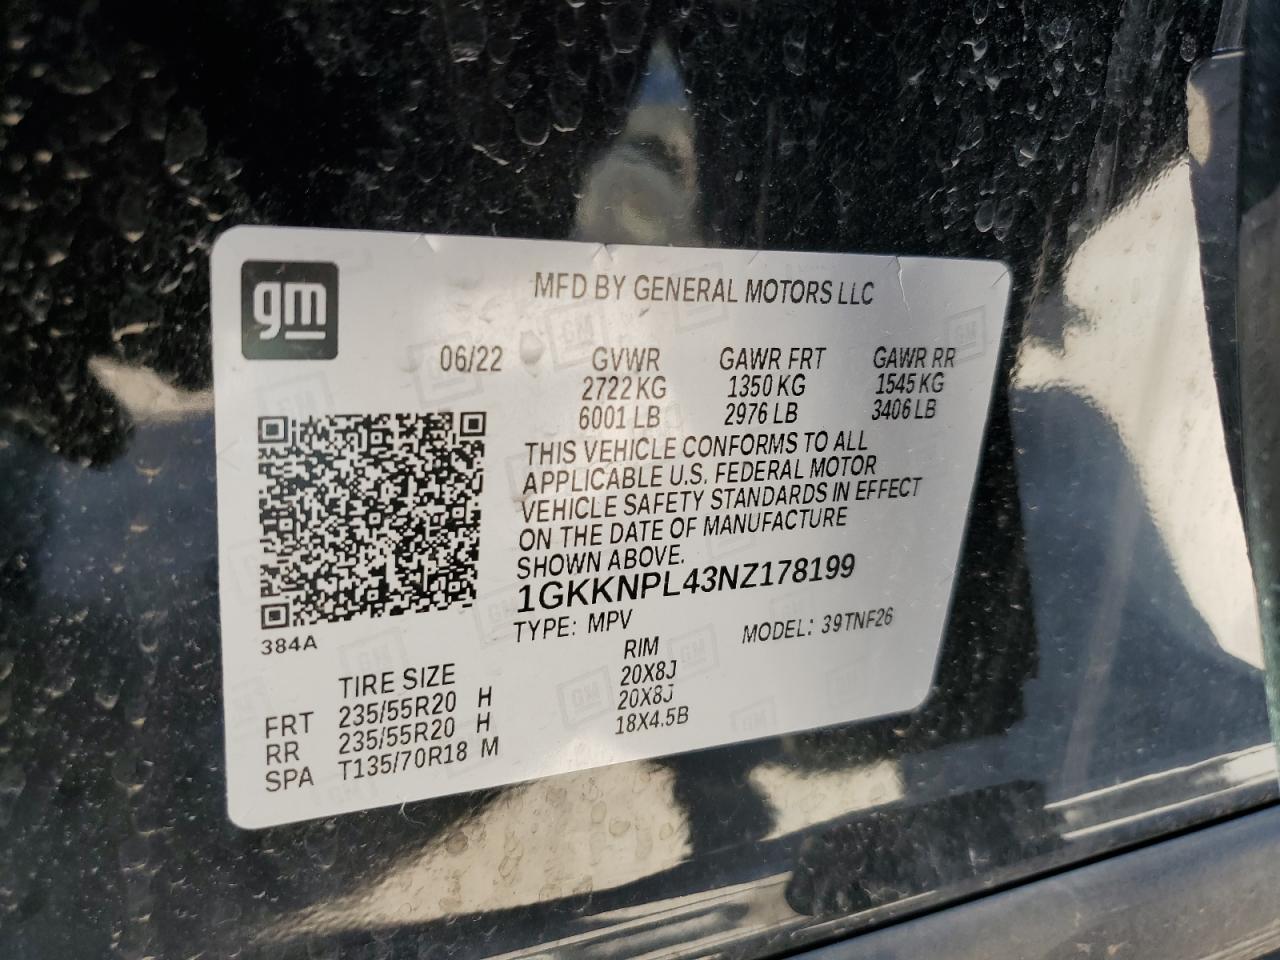 gm
MFD BY GENERAL MOTORS LLC
06/22 GVWR GAWR FRT GAWR RR
2722 KG 1350 KG 1545 KG
6001 LB 2976 LB 3406 LB
THIS VEHICLE CONFORMS TO ALL
APPLICABLE U.S. FEDERAL MOTOR
VEHICLE SAFETY STANDARDS IN EFFECT
ON THE DATE OF MANUFACTURE
SHOWN ABOVE.
1GKKNPL43NZ178199
TYPE: MPV MODEL: 39TNF26
384A
TIRE SIZE RIM
FRT 235/55R20 H 20X8J
RR 235/55R20 H 20X8J
SPA T135/70R18 M 18X4.5B